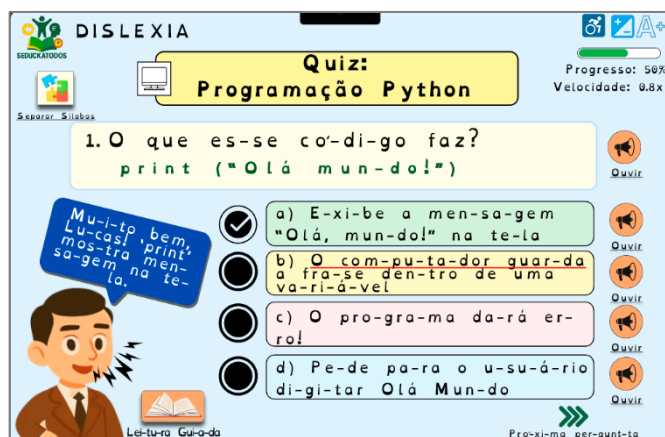 DISLEXIA
SEDUCKATODOS
A+
Quiz:
Programação Python
Progresso: 50%
Velocidade: 0.8x
Separar Sílabas
1. O que es-se co´-di-go faz?
print ("Olá mun-do!")
Ouvir
Mu-i-to bem,
Lu-cas! 'print'
mos-tra men-
sa-gem na te-
la.
a) E-xi-be a men-sa-gem
"Olá, mun-do!" na te-la
Ouvir
b) O com-pu-ta-dor guar-da
a fra-se den-tro de uma
va-ri-á-vel
Ouvir
c) O pro-gra-ma da-rá er-
ro!
Ouvir
d) Pe-de pa-ra o u-su-á-rio
di-gi-tar Olá Mun-do
Ouvir
Lei-tu-ra Gui-a-da
Pro´-xi-ma per-gunt-ta